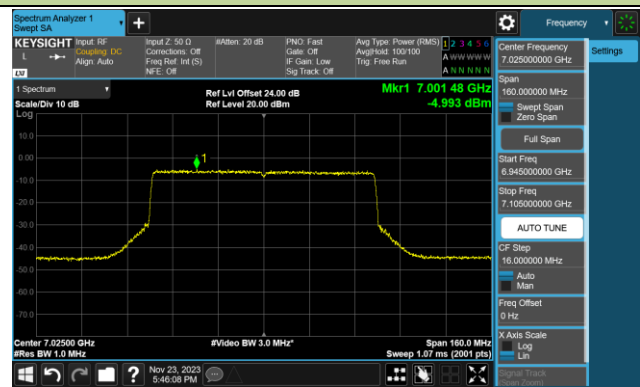 Spectrum Analyzer 1
Swept SA
+
Frequency
KEYSIGHT
Input: RF
Coupling: DC
Align: Auto
Input Z: 50 Ω
Corrections: Off
Freq Ref: Int (S)
NFE: Off
#Atten: 20 dB
PNO: Fast
Gate: Off
IF Gain: Low
Sig Track: Off
Avg Type: Power (RMS)
Avg|Hold: 100/100
Trig: Free Run
1 2 3 4 5 6
A W W W W W
A N N N N N
L
LXI
1 Spectrum
Scale/Div 10 dB
Log
Ref Lvl Offset 24.00 dB
Ref Level 20.00 dBm
Mkr1 7.001 48 GHz
-4.993 dBm
10.0
0.00
-10.0
-20.0
-30.0
-40.0
-50.0
-60.0
-70.0
1
Center 7.02500 GHz
#Res BW 1.0 MHz
#Video BW 3.0 MHz*
Span 160.0 MHz
Sweep 1.07 ms (2001 pts)
Nov 23, 2023
5:46:08 PM
?
Center Frequency
7.025000000 GHz
Span
160.000000 MHz
Swept Span
Zero Span
Full Span
Start Freq
6.945000000 GHz
Stop Freq
7.105000000 GHz
AUTO TUNE
CF Step
16.000000 MHz
Auto
Man
Freq Offset
0 Hz
X Axis Scale
Log
Lin
Signal Track
(Span Zoom)
Settings